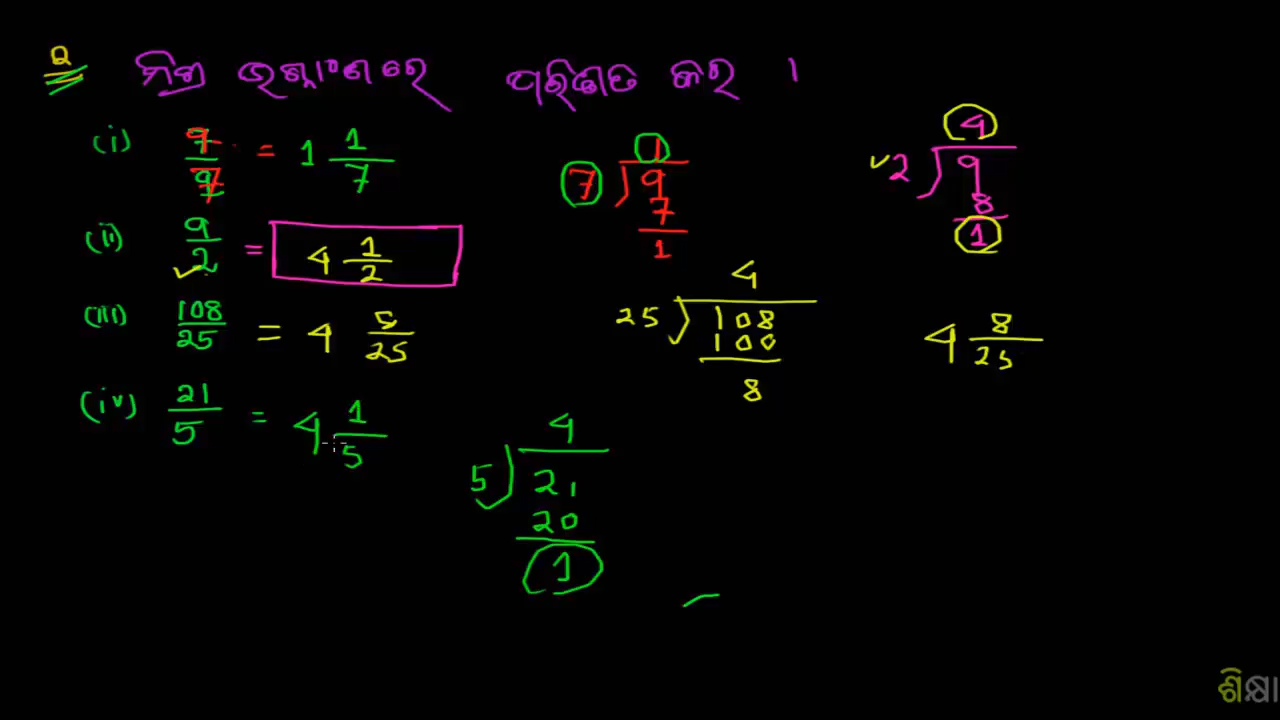 ଉ ମିଶ୍ର ଭଗ୍ନାଂଶରେ ପରିଣତ କର ।
(i) 9/7 = 1 1/7
(ii) 9/2 = 4 1/2
(iii) 108/25 = 4 5/25
(iv) 21/5 = 4 1/5
1
7 ) 9
7
1
4
2 ) 9
8
1
4
25 ) 108
100
8
4 8/25
4
5 ) 21
20
1
ଶିକ୍ଷା